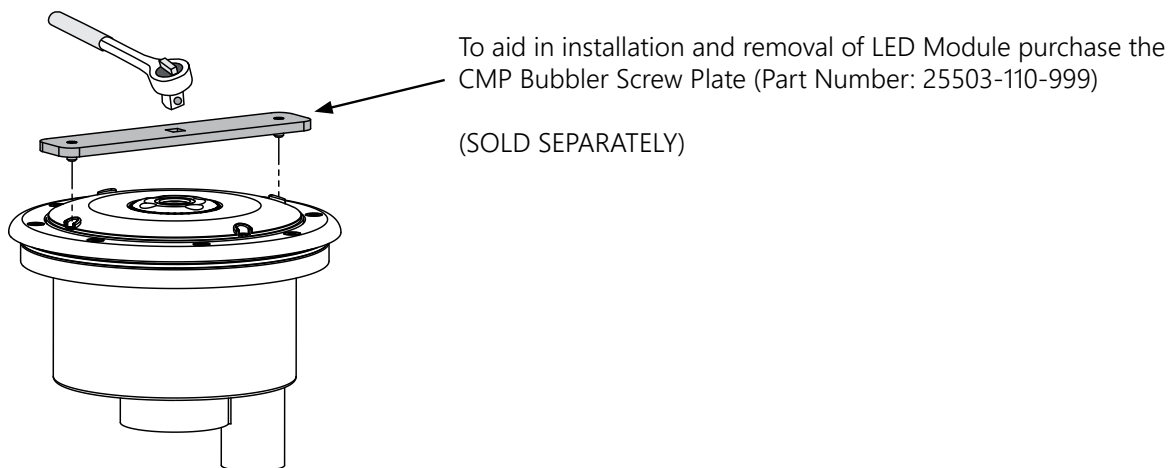 To aid in installation and removal of LED Module purchase the
CMP Bubbler Screw Plate (Part Number: 25503-110-999)
(SOLD SEPARATELY)